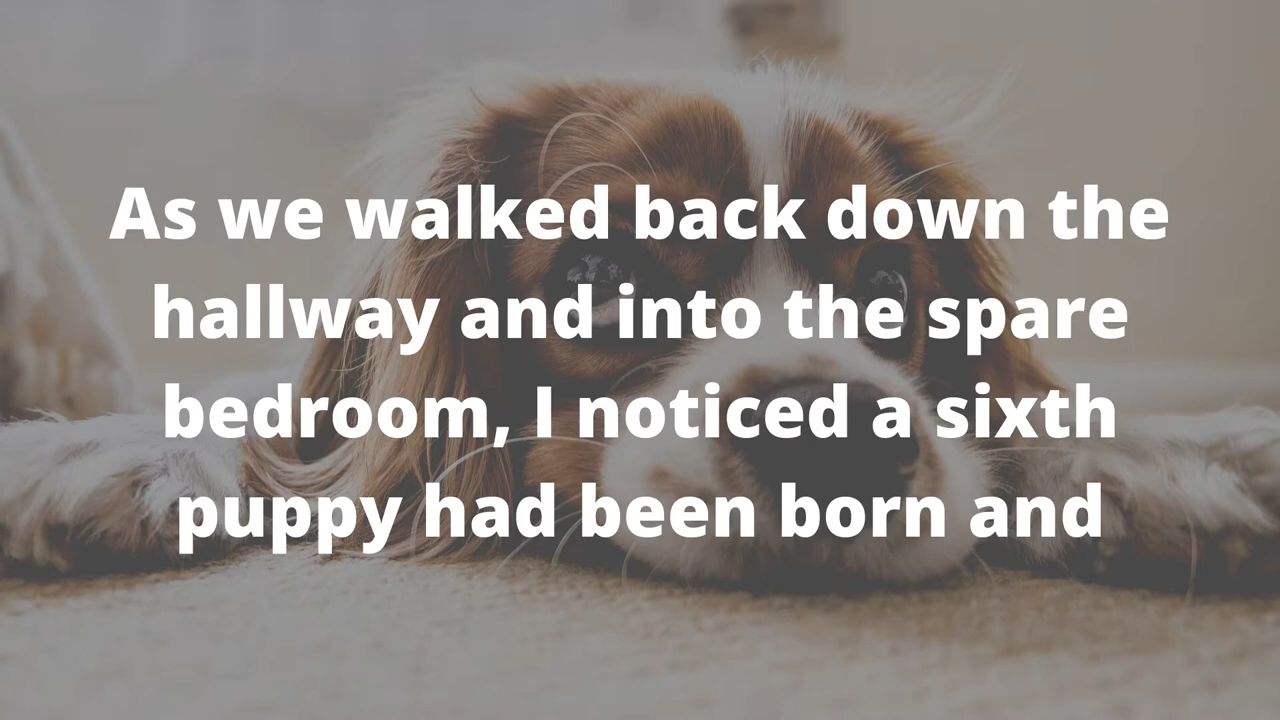 As we walked back down the
hallway and into the spare
bedroom, I noticed a sixth
puppy had been born and